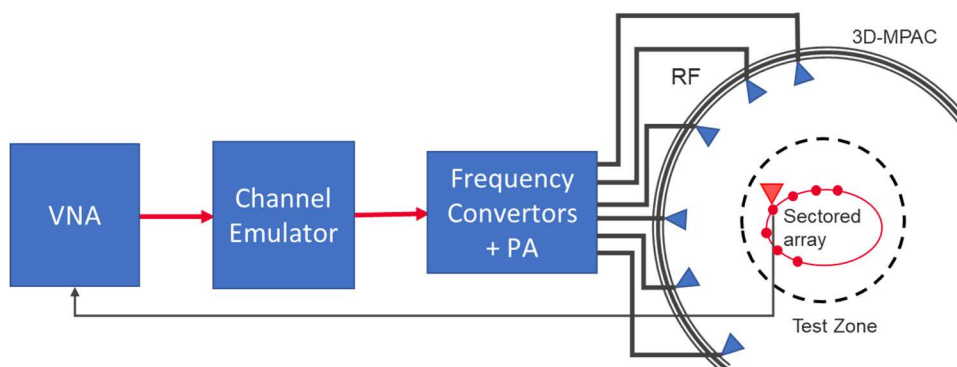 VNA
Channel
Emulator
Frequency
Convertors
+ PA
RF
3D-MPAC
Sectored
array
Test Zone